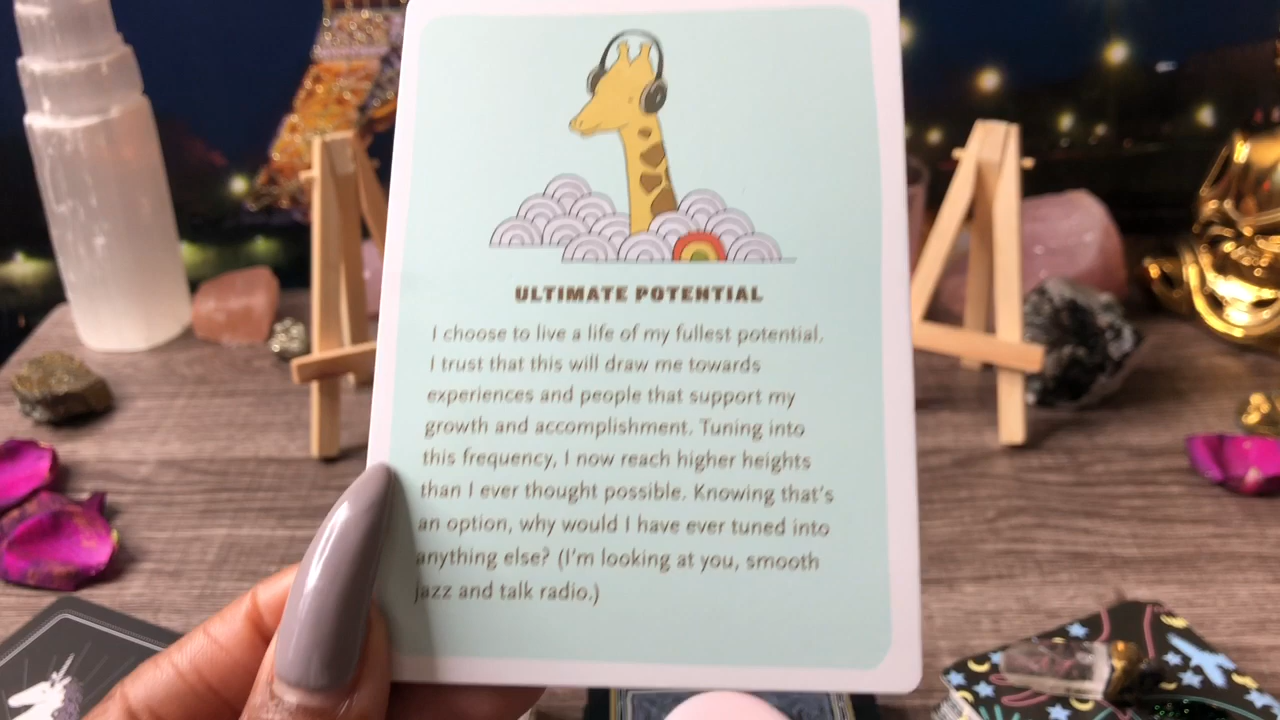 ULTIMATE POTENTIAL
I choose to live a life of my fullest potential.
I trust that this will draw me towards
experiences and people that support my
growth and accomplishment. Tuning into
this frequency, I now reach higher heights
than I ever thought possible. Knowing that's
an option, why would I have ever tuned into
anything else? (I'm looking at you, smooth
jazz and talk radio.)